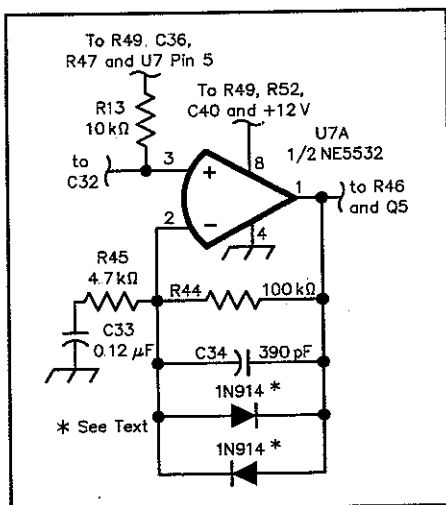 To R49, C36,
R47 and U7 Pin 5
To R49, R52,
C40 and +12 V
R13
10 kΩ
U7A
1/2 NE5532
to
C32
3
+
8
1
to R46
and Q5
2
−
4
R45
4.7 kΩ
R44
100 kΩ
C33
0.12 µF
C34
390 pF
1N914 *
* See Text
1N914 *